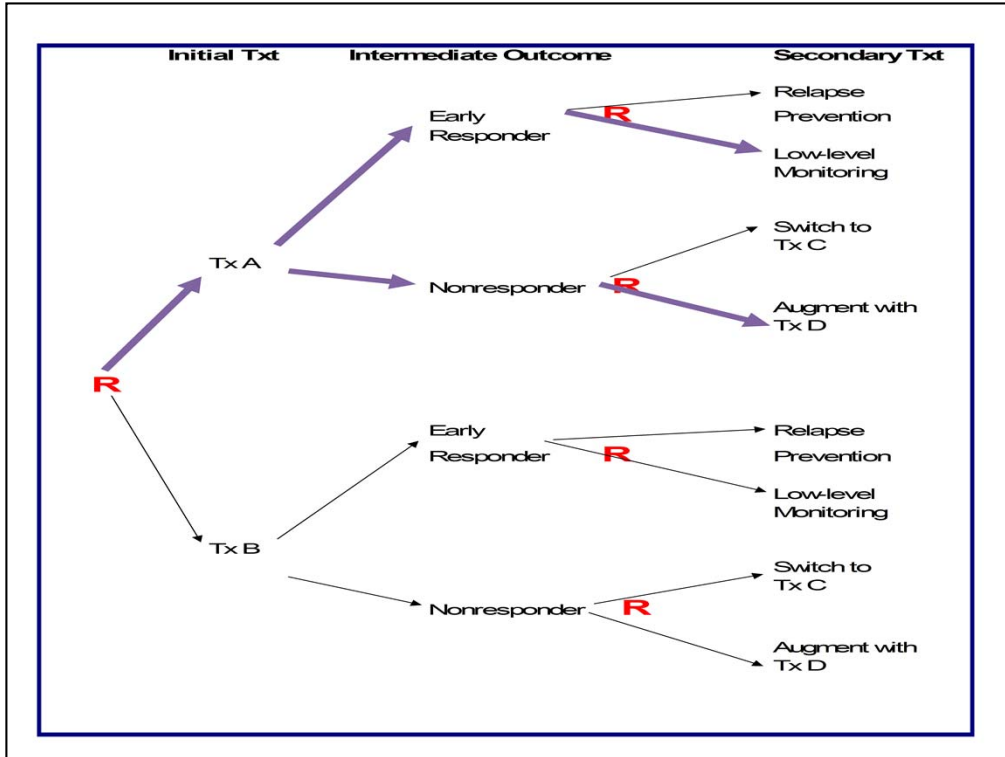 Initial Txt Intermediate Outcome Secondary Txt
Early
Responder
R
Relapse
Prevention
Low-level
Monitoring
Tx A
Nonresponder
R
Switch to
Tx C
Augment with
Tx D
R
Early
Responder
R
Relapse
Prevention
Low-level
Monitoring
Tx B
Nonresponder
R
Switch to
Tx C
Augment with
Tx D